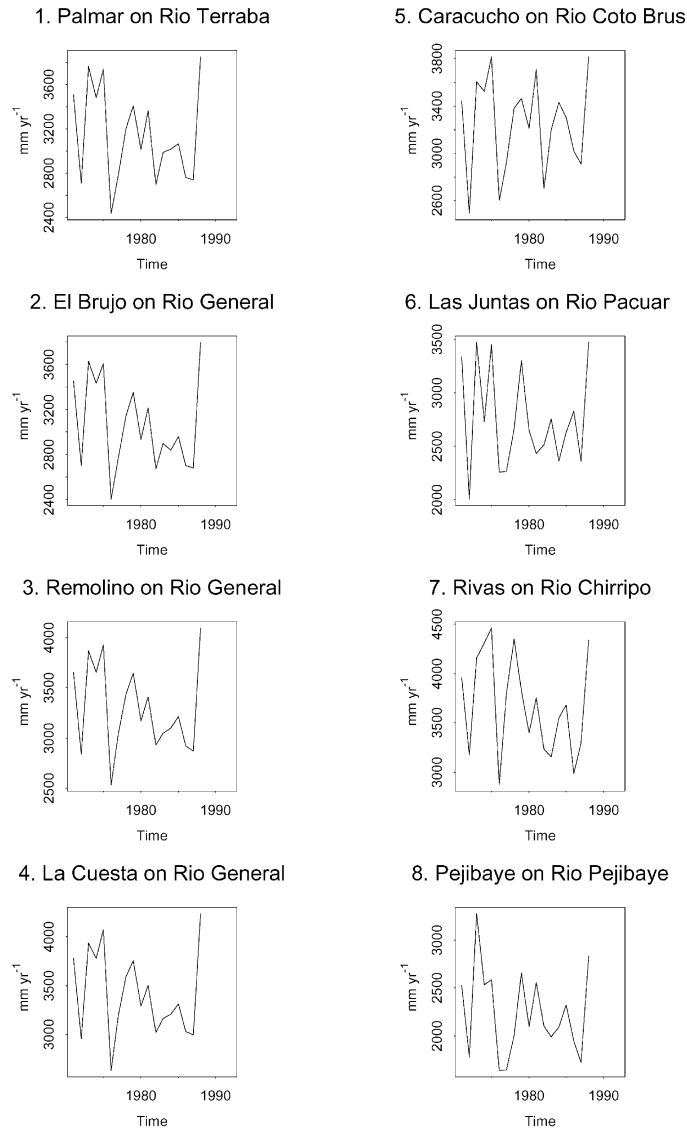 1. Palmar on Rio Terraba
mm yr-1
2400 2800 3200 3600
1980 1990
Time
5. Caracucho on Rio Coto Brus
mm yr-1
2600 3000 3400 3800
1980 1990
Time
2. El Brujo on Rio General
mm yr-1
2400 2800 3200 3600
1980 1990
Time
6. Las Juntas on Rio Pacuar
mm yr-1
2000 2500 3000 3500
1980 1990
Time
3. Remolino on Rio General
mm yr-1
2500 3000 3500 4000
1980 1990
Time
7. Rivas on Rio Chirripo
mm yr-1
3000 3500 4000 4500
1980 1990
Time
4. La Cuesta on Rio General
mm yr-1
3000 3500 4000
1980 1990
Time
8. Pejibaye on Rio Pejibaye
mm yr-1
2000 2500 3000
1980 1990
Time